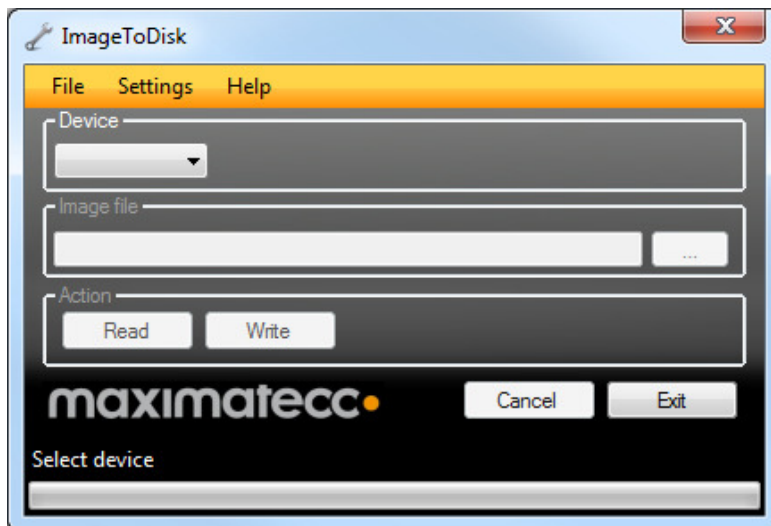 ImageToDisk
File Settings Help
Device
Image file
...
Action
Read Write
maximatecc
Cancel Exit
Select device